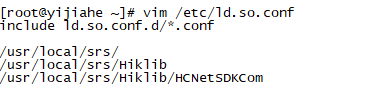 [root@yijiahe ~]# vim /etc/ld.so.conf
include ld.so.conf.d/*.conf
/usr/local/srs/
/usr/local/srs/Hiklib
/usr/local/srs/Hiklib/HCNetSDKCom